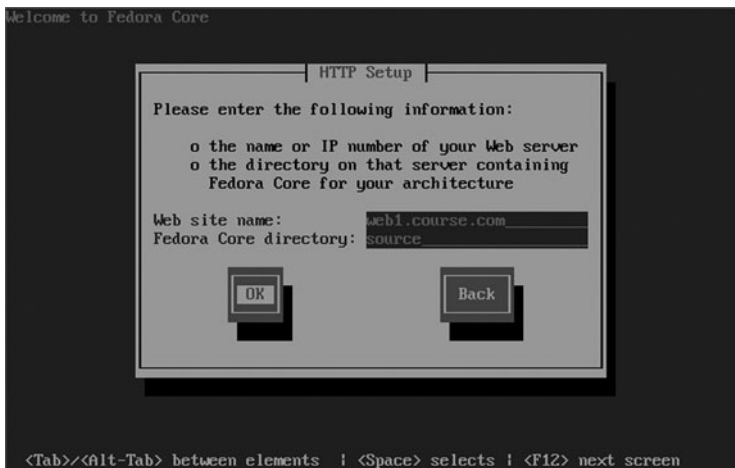 Welcome to Fedora Core
HTTP Setup
Please enter the following information:
o the name or IP number of your Web server
o the directory on that server containing
Fedora Core for your architecture
Web site name: web1.course.com
Fedora Core directory: source
OK Back
<Tab>/<Alt-Tab> between elements | <Space> selects | <F12> next screen